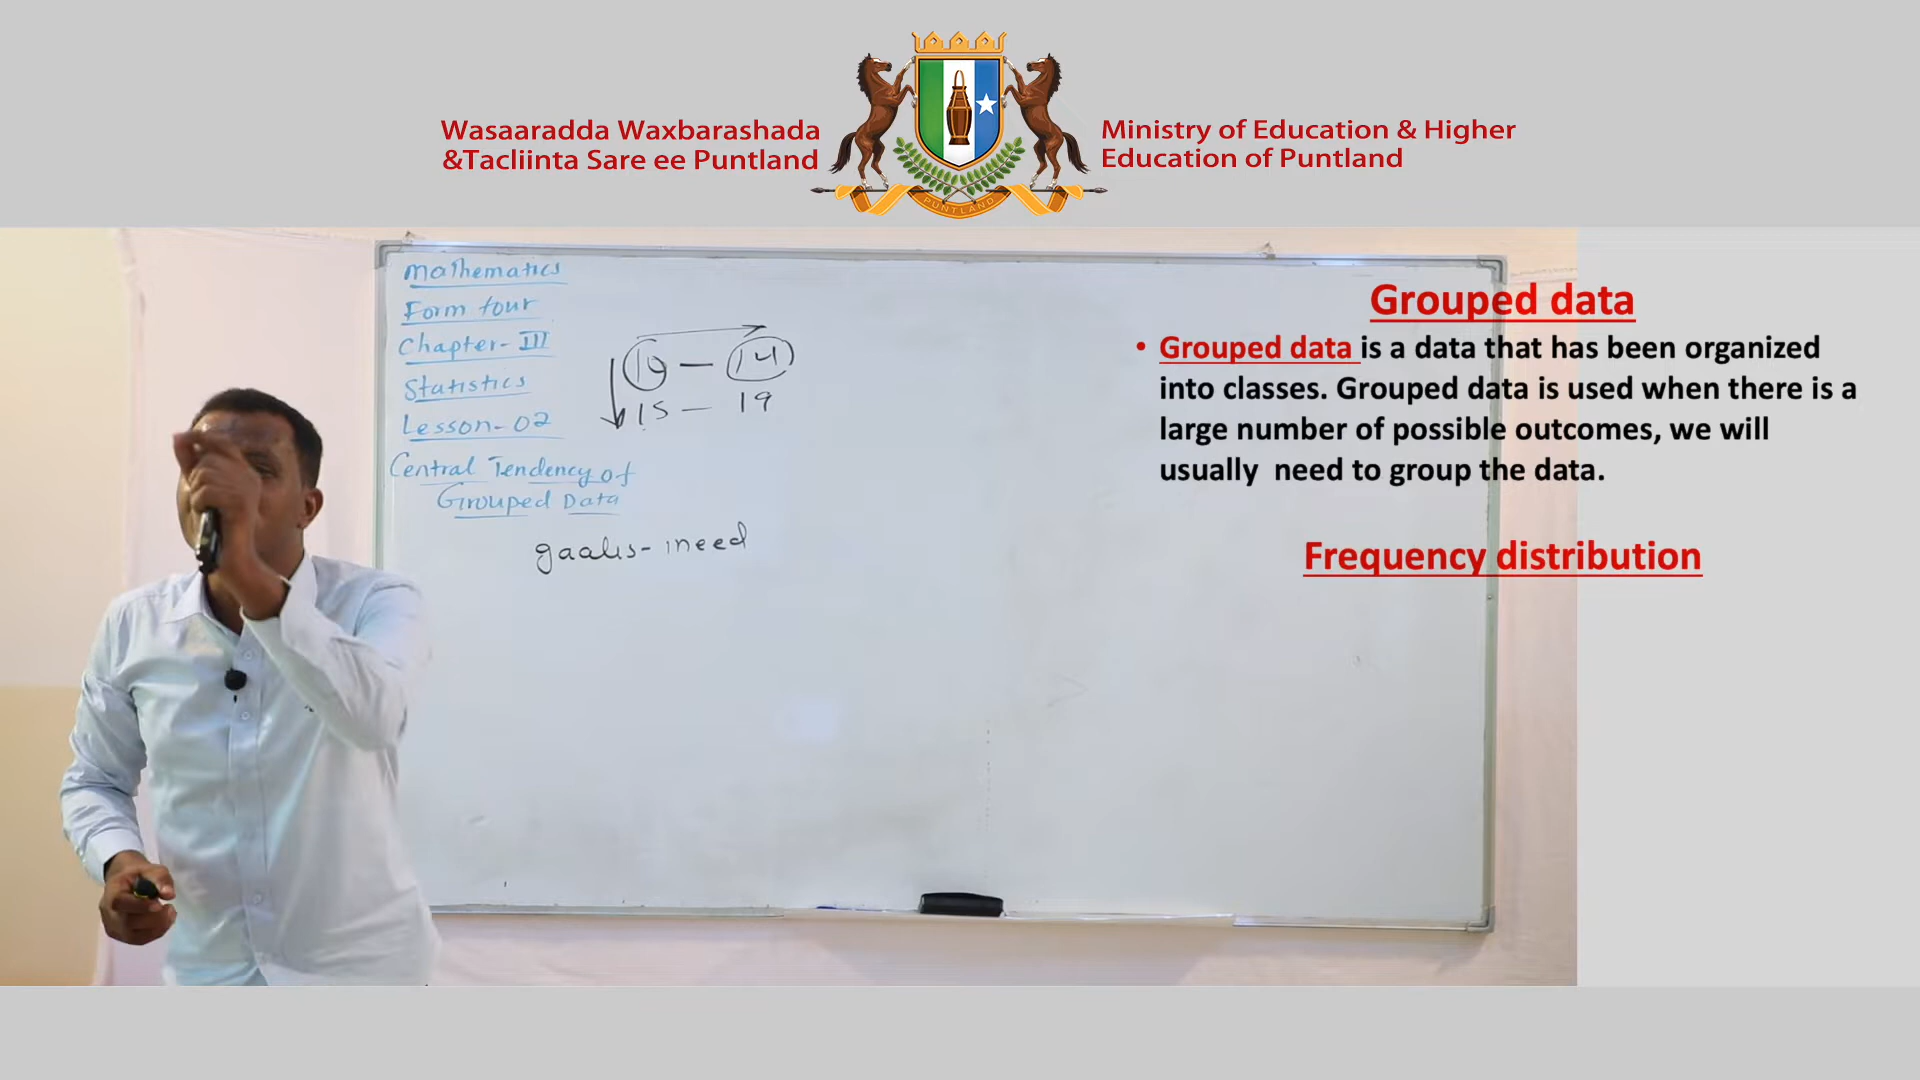 Wasaaradda Waxbarashada
&Tacliinta Sare ee Puntland
PUNTLAND
Ministry of Education & Higher
Education of Puntland
Mathematics
Form four
Chapter-III
Statistics
Lesson-02
Central Tendency of
Grouped Data
10 — 14
15 — 19
gaalis-ineed
Grouped data
• Grouped data is a data that has been organized
into classes. Grouped data is used when there is a
large number of possible outcomes, we will
usually need to group the data.
Frequency distribution